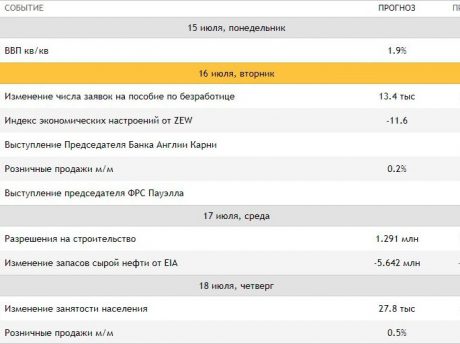 СОБЫТИЕ ПРОГНОЗ
15 июля, понедельник
ВВП кв/кв 1.9%
16 июля, вторник
Изменение числа заявок на пособие по безработице 13.4 тыс
Индекс экономических настроений от ZEW -11.6
Выступление Председателя Банка Англии Карни
Розничные продажи м/м 0.2%
Выступление председателя ФРС Пауэлла
17 июля, среда
Разрешения на строительство 1.291 млн
Изменение запасов сырой нефти от EIA -5.642 млн
18 июля, четверг
Изменение занятости населения 27.8 тыс
Розничные продажи м/м 0.5%